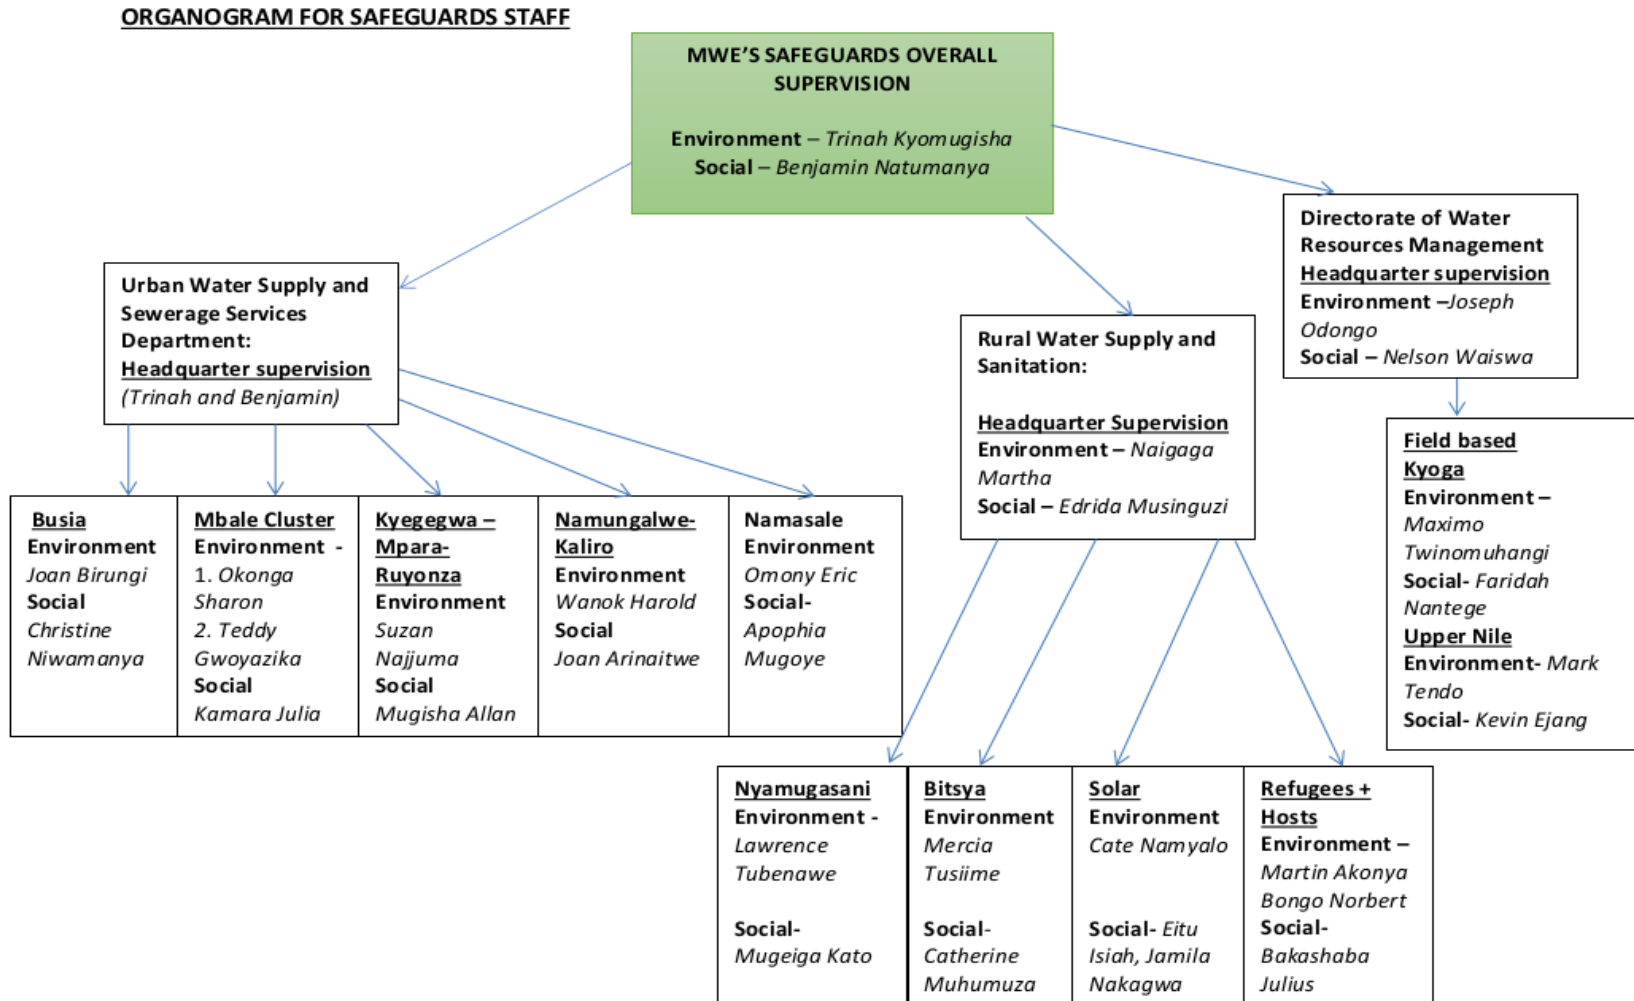 ORGANOGRAM FOR SAFEGUARDS STAFF
MWE'S SAFEGUARDS OVERALL
SUPERVISION
Environment – Trinah Kyomugisha
Social – Benjamin Natumanya
Urban Water Supply and
Sewerage Services
Department:
Headquarter supervision
(Trinah and Benjamin)
Rural Water Supply and
Sanitation:
Headquarter Supervision
Environment – Naigaga
Martha
Social – Edrida Musinguzi
Directorate of Water
Resources Management
Headquarter supervision
Environment –Joseph
Odongo
Social – Nelson Waiswa
Busia
Environment
Joan Birungi
Social
Christine
Niwamanya
Mbale Cluster
Environment -
1. Okonga
Sharon
2. Teddy
Gwoyazika
Social
Kamara Julia
Kyegegwa –
Mpara-
Ruyonza
Environment
Suzan
Najjuma
Social
Mugisha Allan
Namungalwe-
Kaliro
Environment
Wanok Harold
Social
Joan Arinaitwe
Namasale
Environment
Omony Eric
Social-
Apophia
Mugoye
Field based
Kyoga
Environment –
Maximo
Twinomuhangi
Social- Faridah
Nantege
Upper Nile
Environment- Mark
Tendo
Social- Kevin Ejang
Nyamugasani
Environment -
Lawrence
Tubenawe
Social-
Mugeiga Kato
Bitsya
Environment
Mercia
Tusiime
Social-
Catherine
Muhumuza
Solar
Environment
Cate Namyalo
Social- Eitu
Isiah, Jamila
Nakagwa
Refugees +
Hosts
Environment –
Martin Akonya
Bongo Norbert
Social-
Bakashaba
Julius